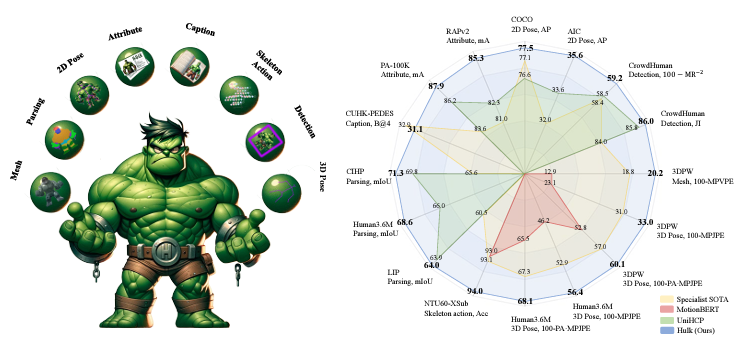 Mesh
Parsing
2D Pose
Attribute
Caption
Skeleton
Action
Detection
3D Pose
H
COCO
2D Pose, AP
77.5
77.1
76.6
AIC
2D Pose, AP
35.6
33.6
32.0
CrowdHuman
Detection, 100 − MR⁻²
59.2
58.5
58.4
CrowdHuman
Detection, JI
86.0
85.8
84.0
3DPW
Mesh, 100-MPVPE
20.2
18.8
12.9
3DPW
3D Pose, 100-MPJPE
33.0
31.0
23.1
3DPW
3D Pose, 100-PA-MPJPE
60.1
57.0
52.8
Human3.6M
3D Pose, 100-MPJPE
56.4
52.9
46.2
Human3.6M
3D Pose, 100-PA-MPJPE
68.1
67.3
65.5
NTU60-XSub
Skeleton action, Acc
94.0
93.1
93.0
LIP
Parsing, mIoU
64.0
63.9
60.5
Human3.6M
Parsing, mIoU
68.6
66.0
CIHP
Parsing, mIoU
71.3
69.8
65.6
CUHK-PEDES
Caption, B@4
32.9
31.1
PA-100K
Attribute, mA
87.9
86.2
83.6
RAPv2
Attribute, mA
85.3
82.3
81.0
Specialist SOTA
MotionBERT
UniHCP
Hulk (Ours)